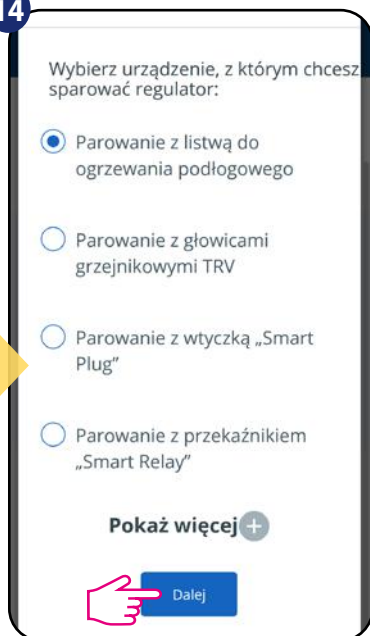 14
Wybierz urządzenie, z którym chcesz
sparować regulator:
Parowanie z listwą do
ogrzewania podłogowego
Parowanie z głowicami
grzejnikowymi TRV
Parowanie z wtyczką „Smart
Plug”
Parowanie z przekaźnikiem
„Smart Relay”
Pokaż więcej +
Dalej